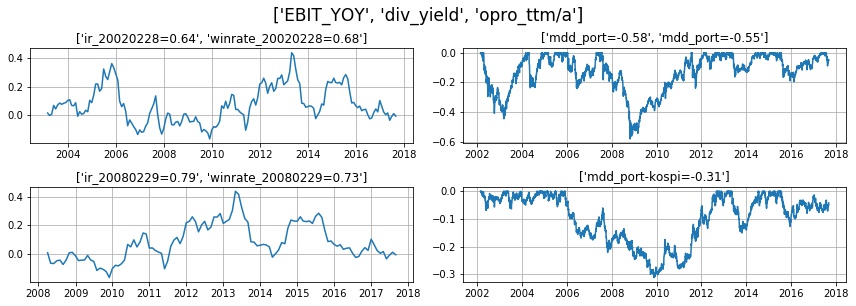 ['EBIT_YOY', 'div_yield', 'opro_ttm/a']
['ir_20020228=0.64', 'winrate_20020228=0.68']
0.4
0.2
0.0
2004 2006 2008 2010 2012 2014 2016 2018
['mdd_port=-0.58', 'mdd_port=-0.55']
0.0
−0.2
−0.4
−0.6
2002 2004 2006 2008 2010 2012 2014 2016 2018
['ir_20080229=0.79', 'winrate_20080229=0.73']
0.4
0.2
0.0
2008 2009 2010 2011 2012 2013 2014 2015 2016 2017 2018
['mdd_port-kospi=-0.31']
0.0
−0.1
−0.2
−0.3
2002 2004 2006 2008 2010 2012 2014 2016 2018